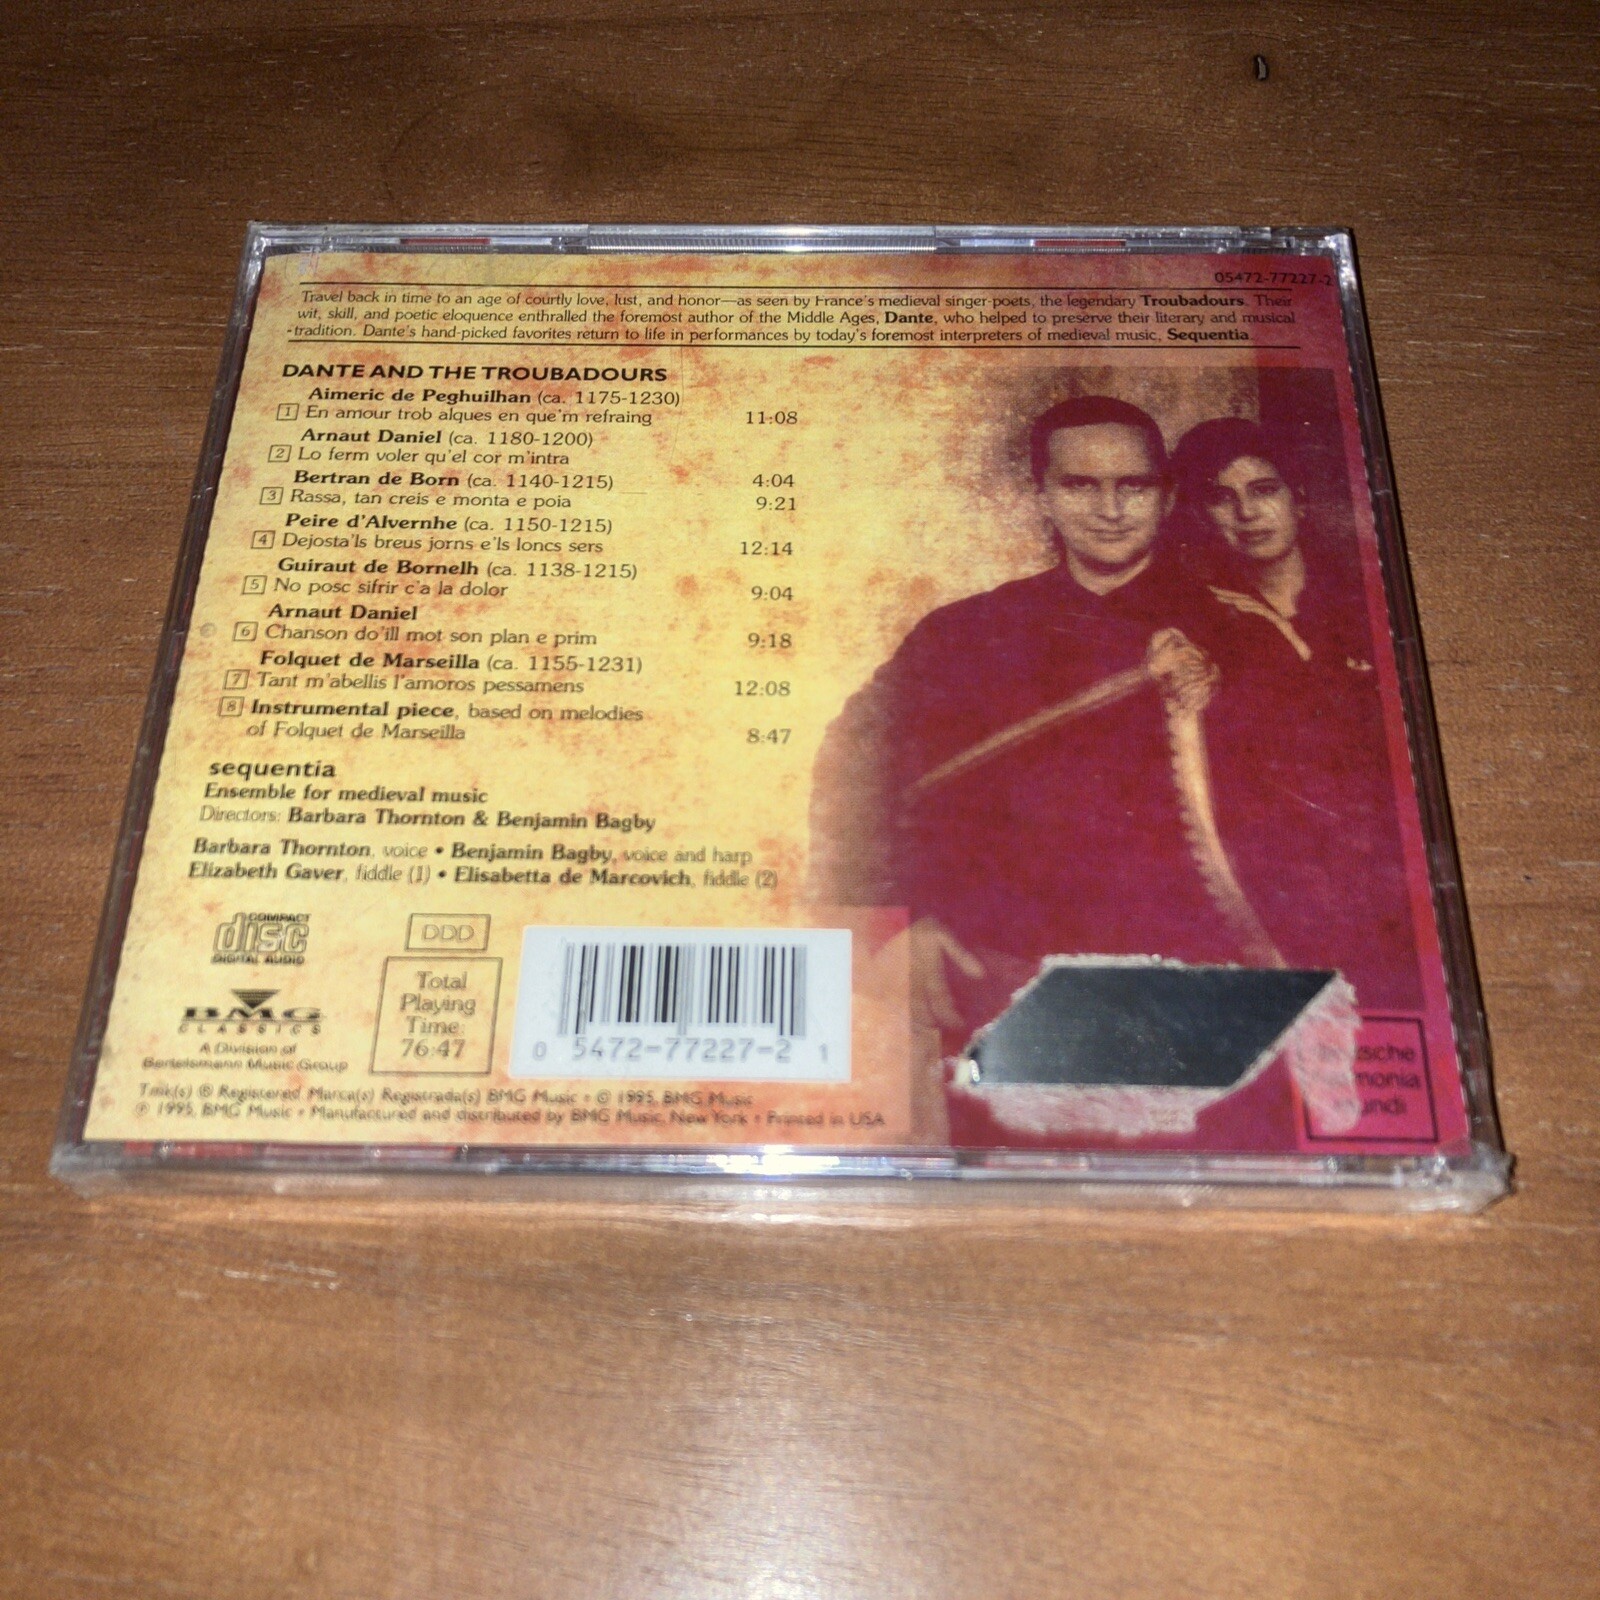 05472-77227-2
Travel back in time to an age of courtly love, lust, and honor—as seen by France's medieval singer-poets, the legendary Troubadours. Their
wit, skill, and poetic eloquence enthralled the foremost author of the Middle Ages, Dante, who helped to preserve their literary and musical
tradition. Dante's hand-picked favorites return to life in performances by today's foremost interpreters of medieval music, Sequentia.
DANTE AND THE TROUBADOURS
Aimeric de Peghuilhan (ca. 1175-1230)
1 En amour trob alques en que'm refraing 11:08
Arnaut Daniel (ca. 1180-1200)
2 Lo ferm voler qu'el cor m'intra
Bertran de Born (ca. 1140-1215) 4:04
3 Rassa, tan creis e monta e poia 9:21
Peire d'Alvernhe (ca. 1150-1215)
4 Dejosta'ls breus jorns e'ls loncs sers 12:14
Guiraut de Bornelh (ca. 1138-1215)
5 No posc sifrir c'a la dolor 9:04
Arnaut Daniel
6 Chanson do'ill mot son plan e prim 9:18
Folquet de Marseilla (ca. 1155-1231)
7 Tant m'abellis l'amoros pessamens 12:08
8 Instrumental piece, based on melodies
of Folquet de Marseilla 8:47
sequentia
Ensemble for medieval music
Directors: Barbara Thornton & Benjamin Bagby
Barbara Thornton, voice • Benjamin Bagby, voice and harp
Elizabeth Gaver, fiddle (1) • Elisabetta de Marcovich, fiddle (2)
COMPACT
disc
DIGITAL AUDIO
DDD
Total
Playing
Time:
76:47
BMG
CLASSICS
A Division of
Bertelsmann Music Group
0 5472-77227-2 1
Tmk(s) ® Registered Marca(s) Registrada(s) BMG Music • © 1995, BMG Music
℗ 1995, BMG Music • Manufactured and distributed by BMG Music, New York • Printed in USA